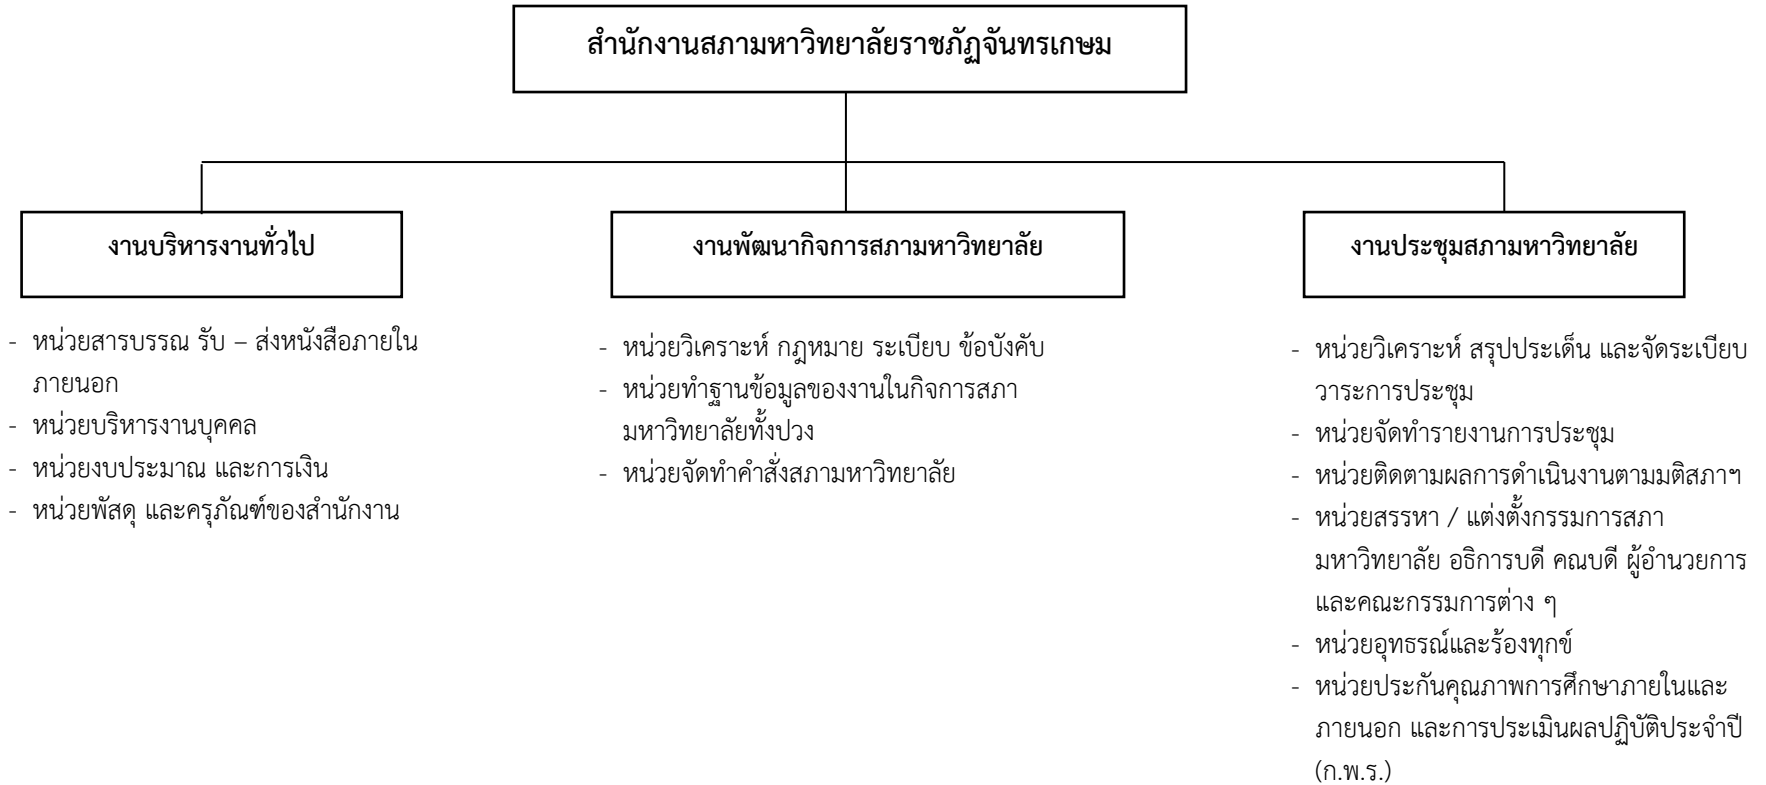 สำนักงานสภามหาวิทยาลัยราชภัฏจันทรเกษม
งานบริหารงานทั่วไป
- หน่วยสารบรรณ รับ – ส่งหนังสือภายใน
ภายนอก
- หน่วยบริหารงานบุคคล
- หน่วยงบประมาณ และการเงิน
- หน่วยพัสดุ และครุภัณฑ์ของสำนักงาน
งานพัฒนากิจการสภามหาวิทยาลัย
- หน่วยวิเคราะห์ กฎหมาย ระเบียบ ข้อบังคับ
- หน่วยทำฐานข้อมูลของงานในกิจการสภา
มหาวิทยาลัยทั้งปวง
- หน่วยจัดทำคำสั่งสภามหาวิทยาลัย
งานประชุมสภามหาวิทยาลัย
- หน่วยวิเคราะห์ สรุปประเด็น และจัดระเบียบ
วาระการประชุม
- หน่วยจัดทำรายงานการประชุม
- หน่วยติดตามผลการดำเนินงานตามมติสภาฯ
- หน่วยสรรหา / แต่งตั้งกรรมการสภา
มหาวิทยาลัย อธิการบดี คณบดี ผู้อำนวยการ
และคณะกรรมการต่าง ๆ
- หน่วยอุทธรณ์และร้องทุกข์
- หน่วยประกันคุณภาพการศึกษาภายในและ
ภายนอก และการประเมินผลปฏิบัติประจำปี
(ก.พ.ร.)